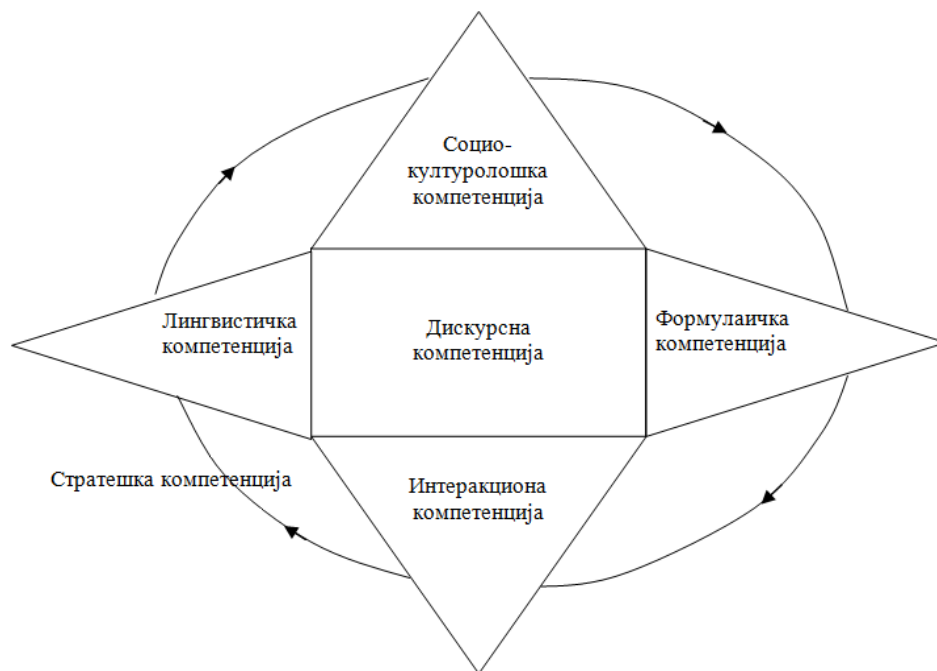 Социо-
културолошка
компетенција
Лингвистичка
компетенција
Дискурсна
компетенција
Формулаичка
компетенција
Стратешка компетенција
Интеракциона
компетенција